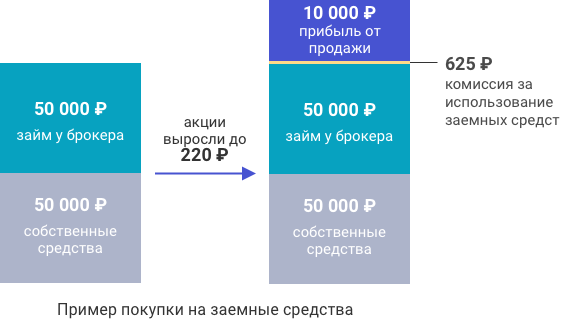 50 000 ₽
займ у брокера
50 000 ₽
собственные
средства
акции
выросли до
220 ₽
10 000 ₽
прибыль от
продажи
50 000 ₽
займ у брокера
50 000 ₽
собственные
средства
625 ₽
комиссия за
использование
заемных средст
Пример покупки на заемные средства